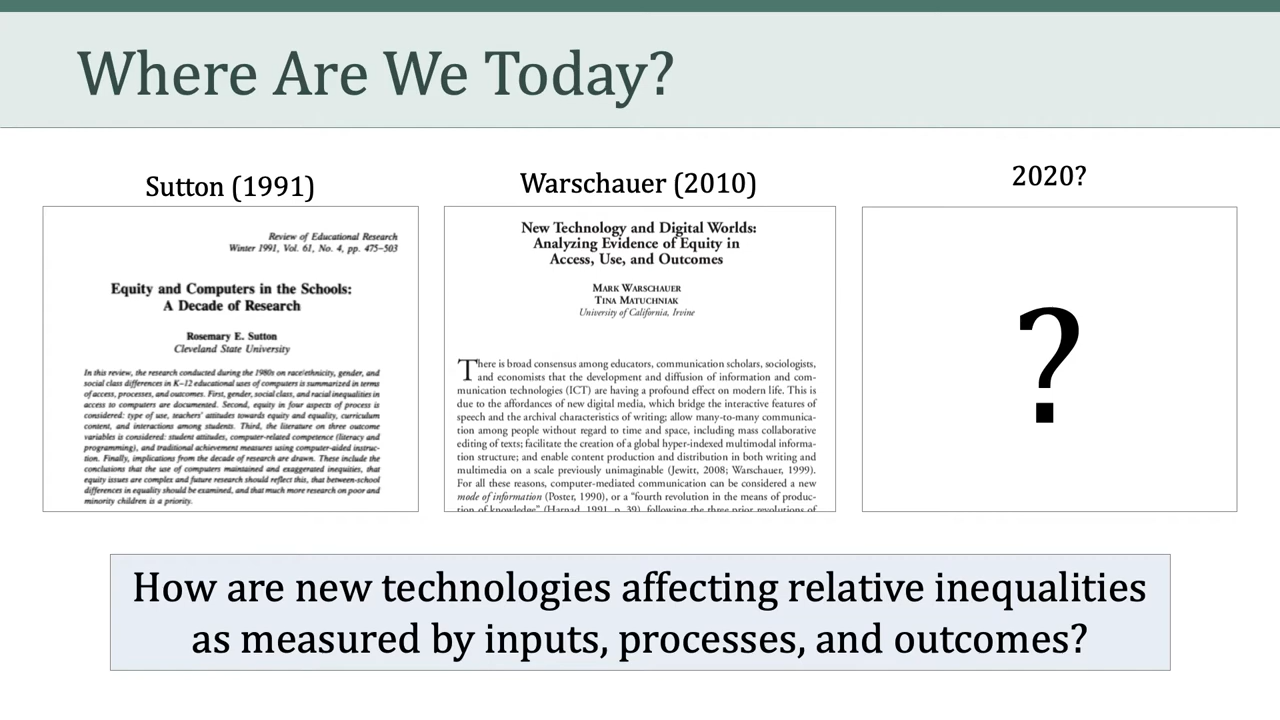 Where Are We Today?
Sutton (1991)
Review of Educational Research
Winter 1991, Vol. 61, No. 4, pp. 475–503
Equity and Computers in the Schools:
A Decade of Research
Rosemary E. Sutton
Cleveland State University
In this review, the research conducted during the 1980s on race/ethnicity, gender, and
social class differences in K–12 educational uses of computers is summarized in terms
of access, processes, and outcomes. First, gender, social class, and racial inequalities in
access to computers are documented. Second, equity in four aspects of process is
considered: type of use, teachers' attitudes towards equity and equality, curriculum
content, and interactions among students. Third, the literature on three outcome
variables is considered: student attitudes, computer-related competence (literacy and
programming), and traditional achievement measures using computer-aided instruc-
tion. Finally, implications from the decade of research are drawn. These include the
conclusions that the use of computers maintained and exaggerated inequities, that
equity issues are complex and future research should reflect this, that between-school
differences in equality should be examined, and that much more research on poor and
minority children is a priority.
Warschauer (2010)
New Technology and Digital Worlds:
Analyzing Evidence of Equity in
Access, Use, and Outcomes
Mark Warschauer
Tina Matuchniak
University of California, Irvine
There is broad consensus among educators, communication scholars, sociologists,
and economists that the development and diffusion of information and com-
munication technologies (ICT) are having a profound effect on modern life. This is
due to the affordances of new digital media, which bridge the interactive features of
speech and the archival characteristics of writing; allow many-to-many communica-
tion among people without regard to time and space, including mass collaborative
editing of texts; facilitate the creation of a global hyper-indexed multimodal informa-
tion structure; and enable content production and distribution in both writing and
multimedia on a scale previously unimaginable (Jewitt, 2008; Warschauer, 1999).
For all these reasons, computer-mediated communication can be considered a new
mode of information (Poster, 1990), or a "fourth revolution in the means of produc-
tion of knowledge" (Harnad, 1991, p. 39), following the three prior revolutions of
2020?
?
How are new technologies affecting relative inequalities
as measured by inputs, processes, and outcomes?